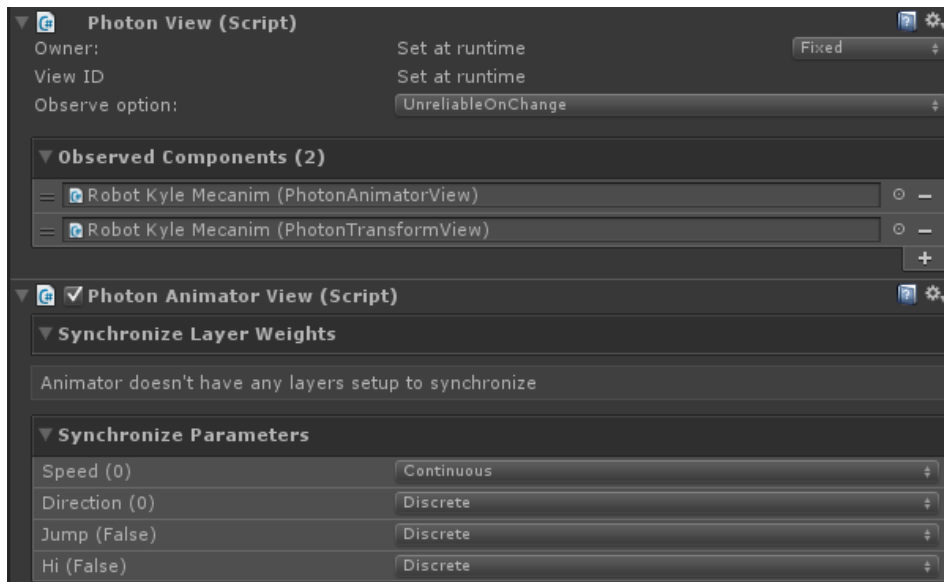 Photon View (Script)
Owner: Set at runtime Fixed
View ID Set at runtime
Observe option: UnreliableOnChange
Observed Components (2)
Robot Kyle Mecanim (PhotonAnimatorView)
Robot Kyle Mecanim (PhotonTransformView)
Photon Animator View (Script)
Synchronize Layer Weights
Animator doesn't have any layers setup to synchronize
Synchronize Parameters
Speed (0) Continuous
Direction (0) Discrete
Jump (False) Discrete
Hi (False) Discrete